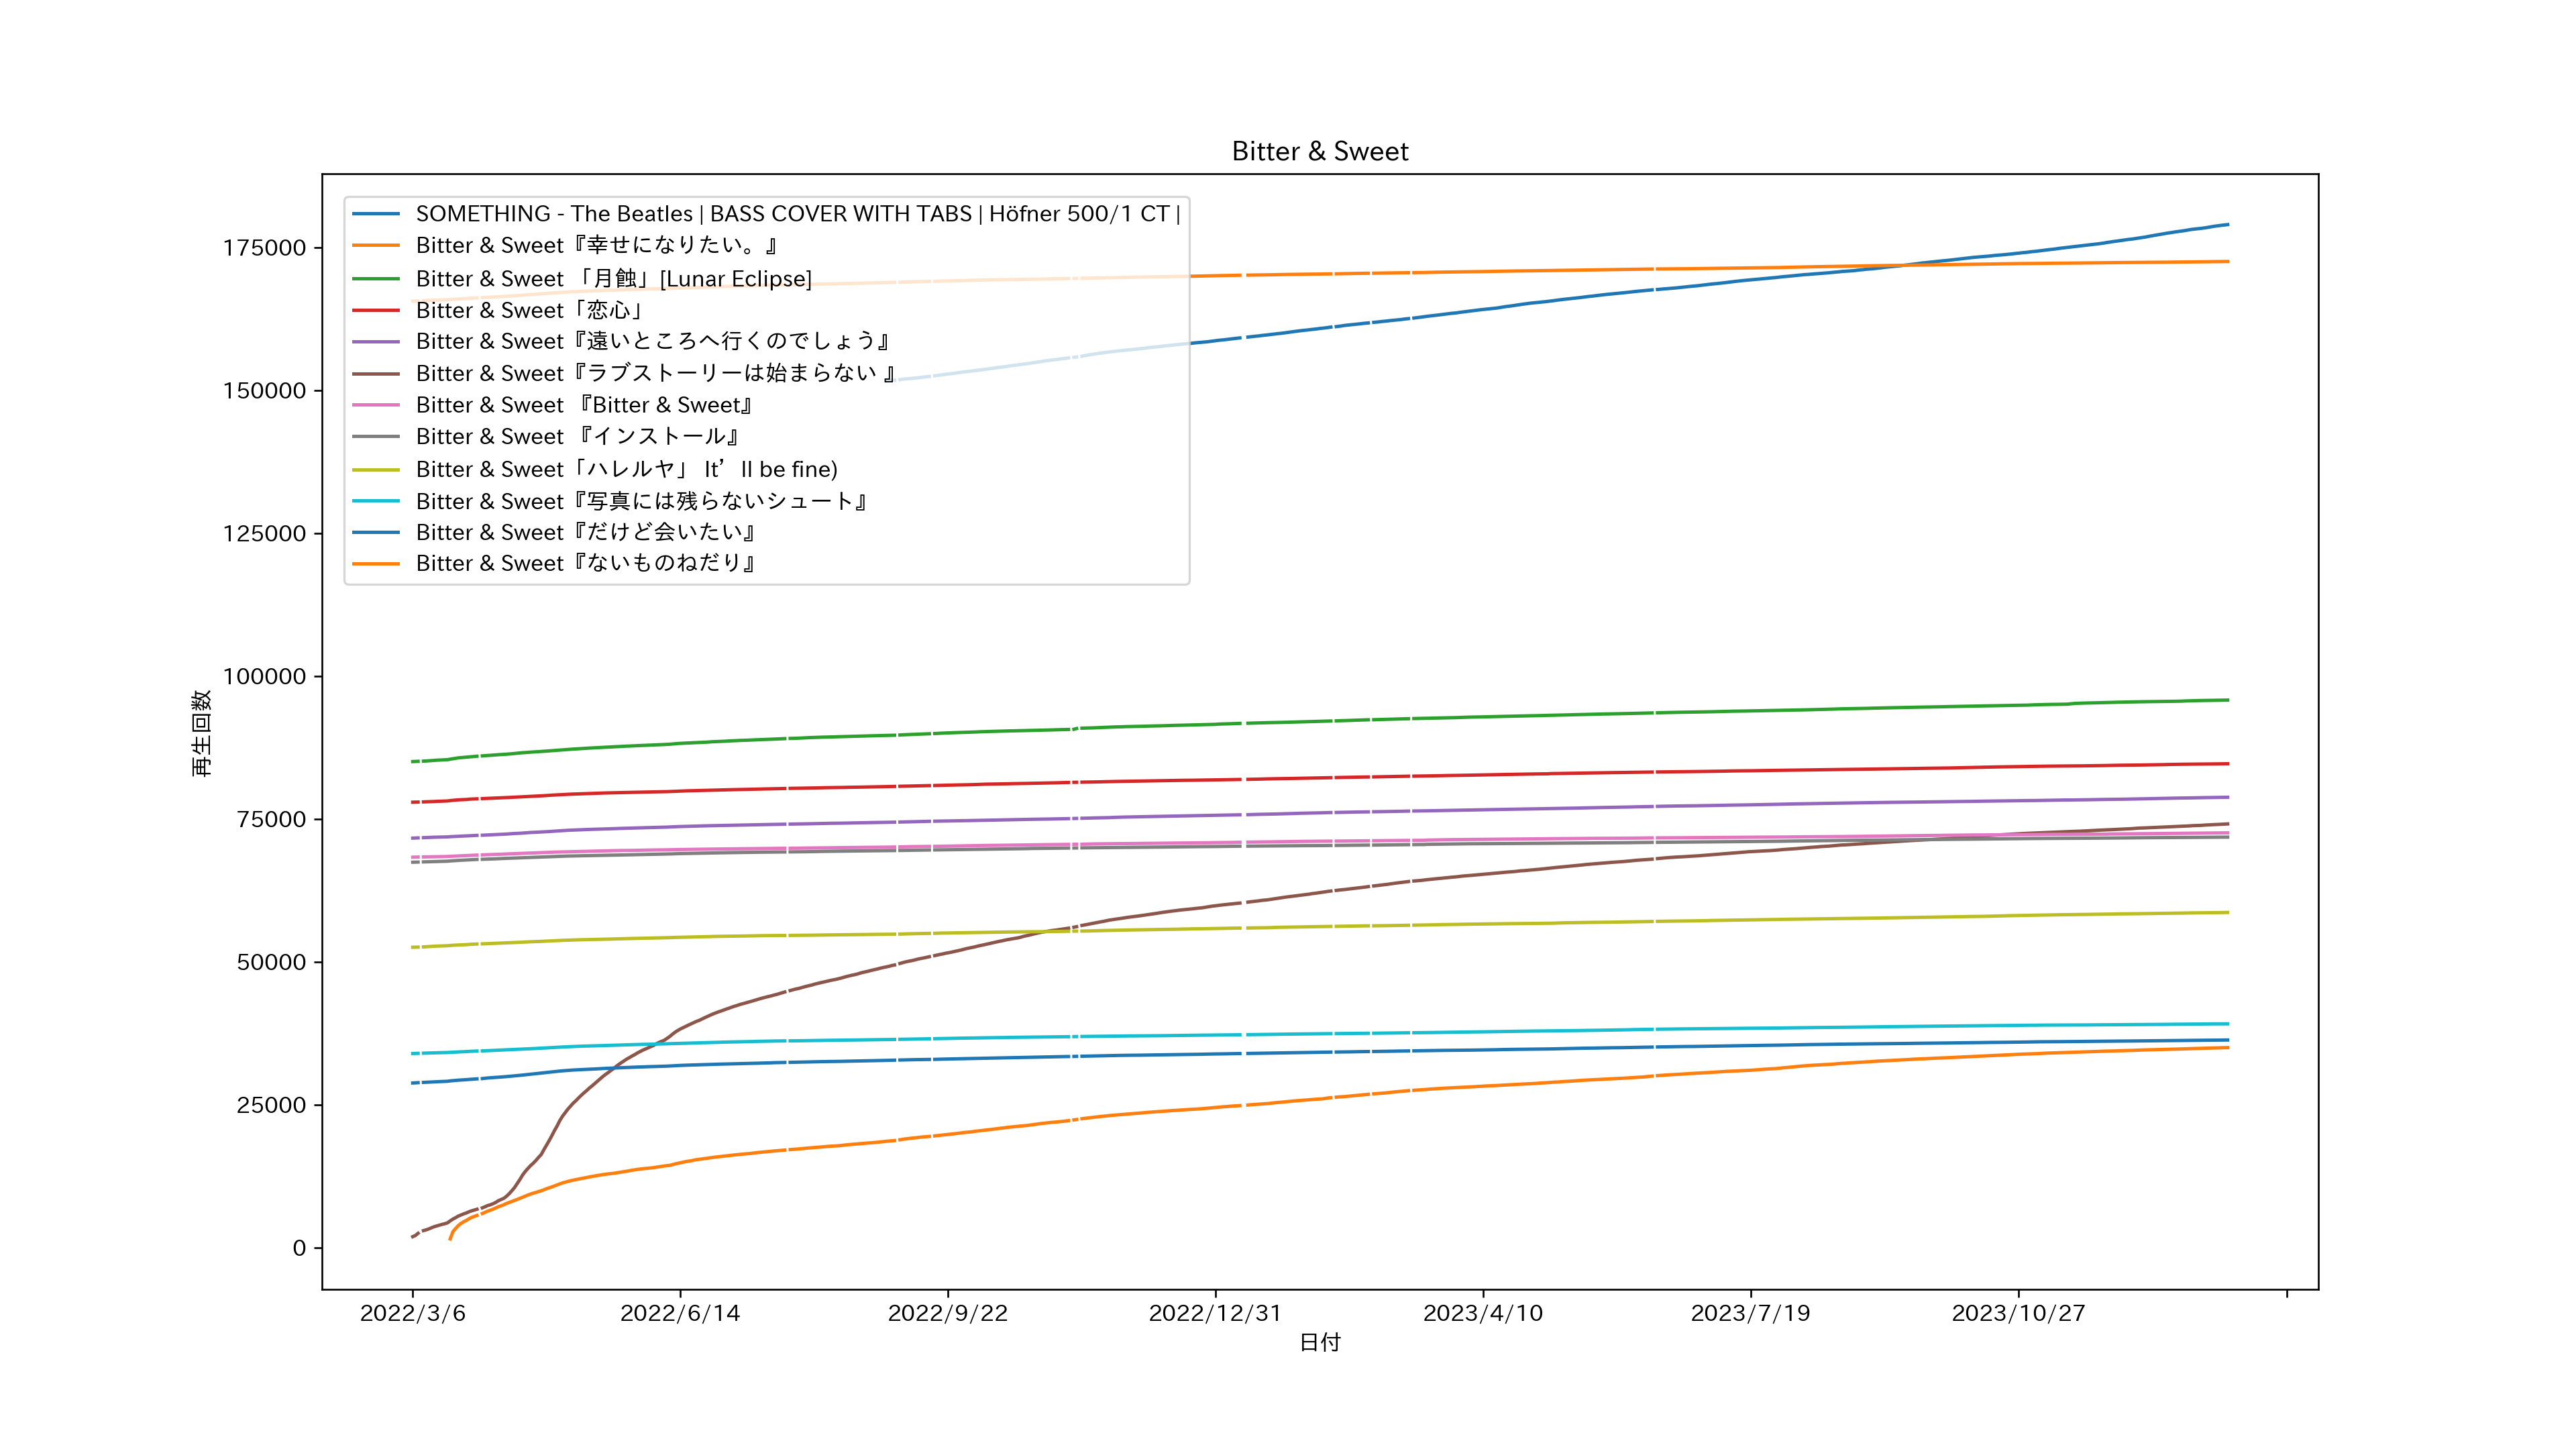 Bitter & Sweet
SOMETHING - The Beatles | BASS COVER WITH TABS | Höfner 500/1 CT |
Bitter & Sweet『幸せになりたい。』
Bitter & Sweet 「月蝕」[Lunar Eclipse]
Bitter & Sweet「恋心」
Bitter & Sweet『遠いところへ行くのでしょう』
Bitter & Sweet『ラブストーリーは始まらない 』
Bitter & Sweet 『Bitter & Sweet』
Bitter & Sweet 『インストール』
Bitter & Sweet「ハレルヤ」 It’ll be fine)
Bitter & Sweet『写真には残らないシュート』
Bitter & Sweet『だけど会いたい』
Bitter & Sweet『ないものねだり』
175000
150000
125000
100000
75000
50000
25000
0
再生回数
2022/3/6
2022/6/14
2022/9/22
2022/12/31
2023/4/10
2023/7/19
2023/10/27
日付